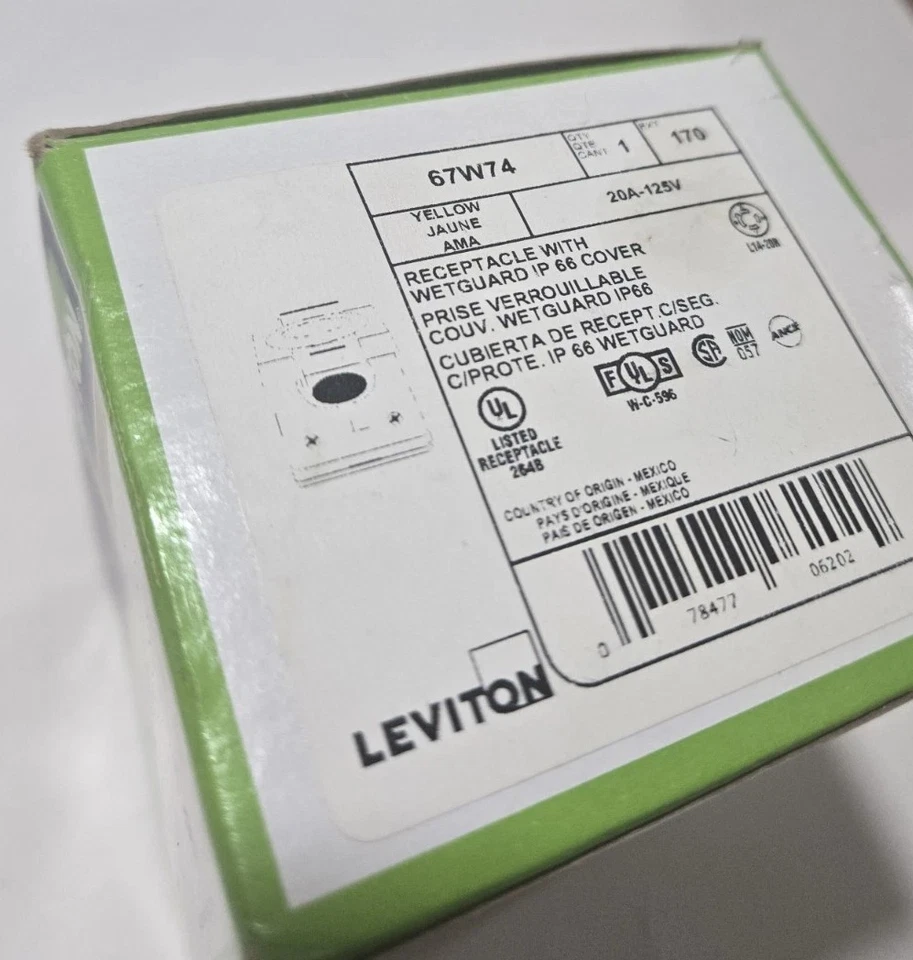 67W74
QTY
QTE
CANT 1
170
YELLOW
JAUNE
AMA
20A-125V
RECEPTACLE WITH
WETGUARD IP 66 COVER
PRISE VERROUILLABLE
COUV. WETGUARD IP66
CUBIERTA DE RECEPT.C/SEG.
C/PROTE. IP 66 WETGUARD
UL
LISTED
RECEPTACLE
264B
F UL S
W-C-596
NOM
057
ANCE
COUNTRY OF ORIGIN - MEXICO
PAYS D'ORIGINE - MEXIQUE
PAIS DE ORIGEN - MEXICO
0 78477 06202
LEVITON